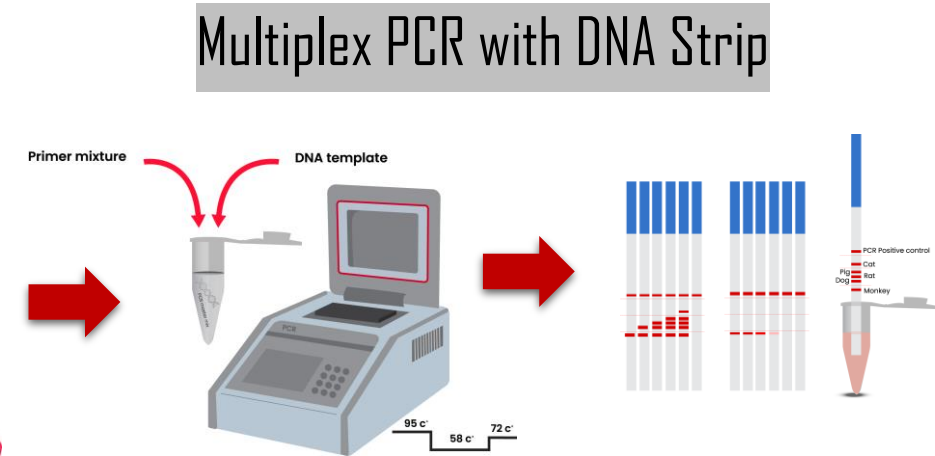 Multiplex PCR with DNA Strip
Primer mixture
DNA template
PCR
95 c°
58 c°
72 c°
PCR Positive control
Cat
Pig
Rat
Dog
Monkey